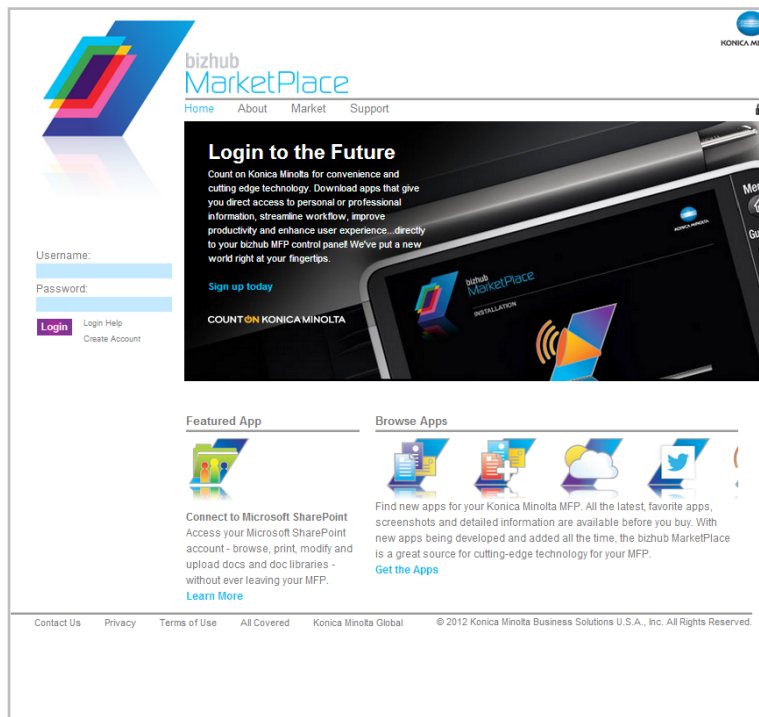 KONICA MI
bizhub
MarketPlace
Home About Market Support
Login to the Future
Count on Konica Minolta for convenience and
cutting edge technology. Download apps that give
you direct access to personal or professional
information, streamline workflow, improve
productivity and enhance user experience...directly
to your bizhub MFP control panel! We've put a new
world right at your fingertips.
Sign up today
COUNT ON KONICA MINOLTA
Me
Gu
KONICA MINOLTA
bizhub
MarketPlace
INSTALLATION
Username:
Password:
Login
Login Help
Create Account
Featured App
Connect to Microsoft SharePoint
Access your Microsoft SharePoint
account - browse, print, modify and
upload docs and doc libraries -
without ever leaving your MFP.
Learn More
Browse Apps
Find new apps for your Konica Minolta MFP. All the latest, favorite apps,
screenshots and detailed information are available before you buy. With
new apps being developed and added all the time, the bizhub MarketPlace
is a great source for cutting-edge technology for your MFP.
Get the Apps
Contact Us Privacy Terms of Use All Covered Konica Minolta Global © 2012 Konica Minolta Business Solutions U.S.A., Inc. All Rights Reserved.